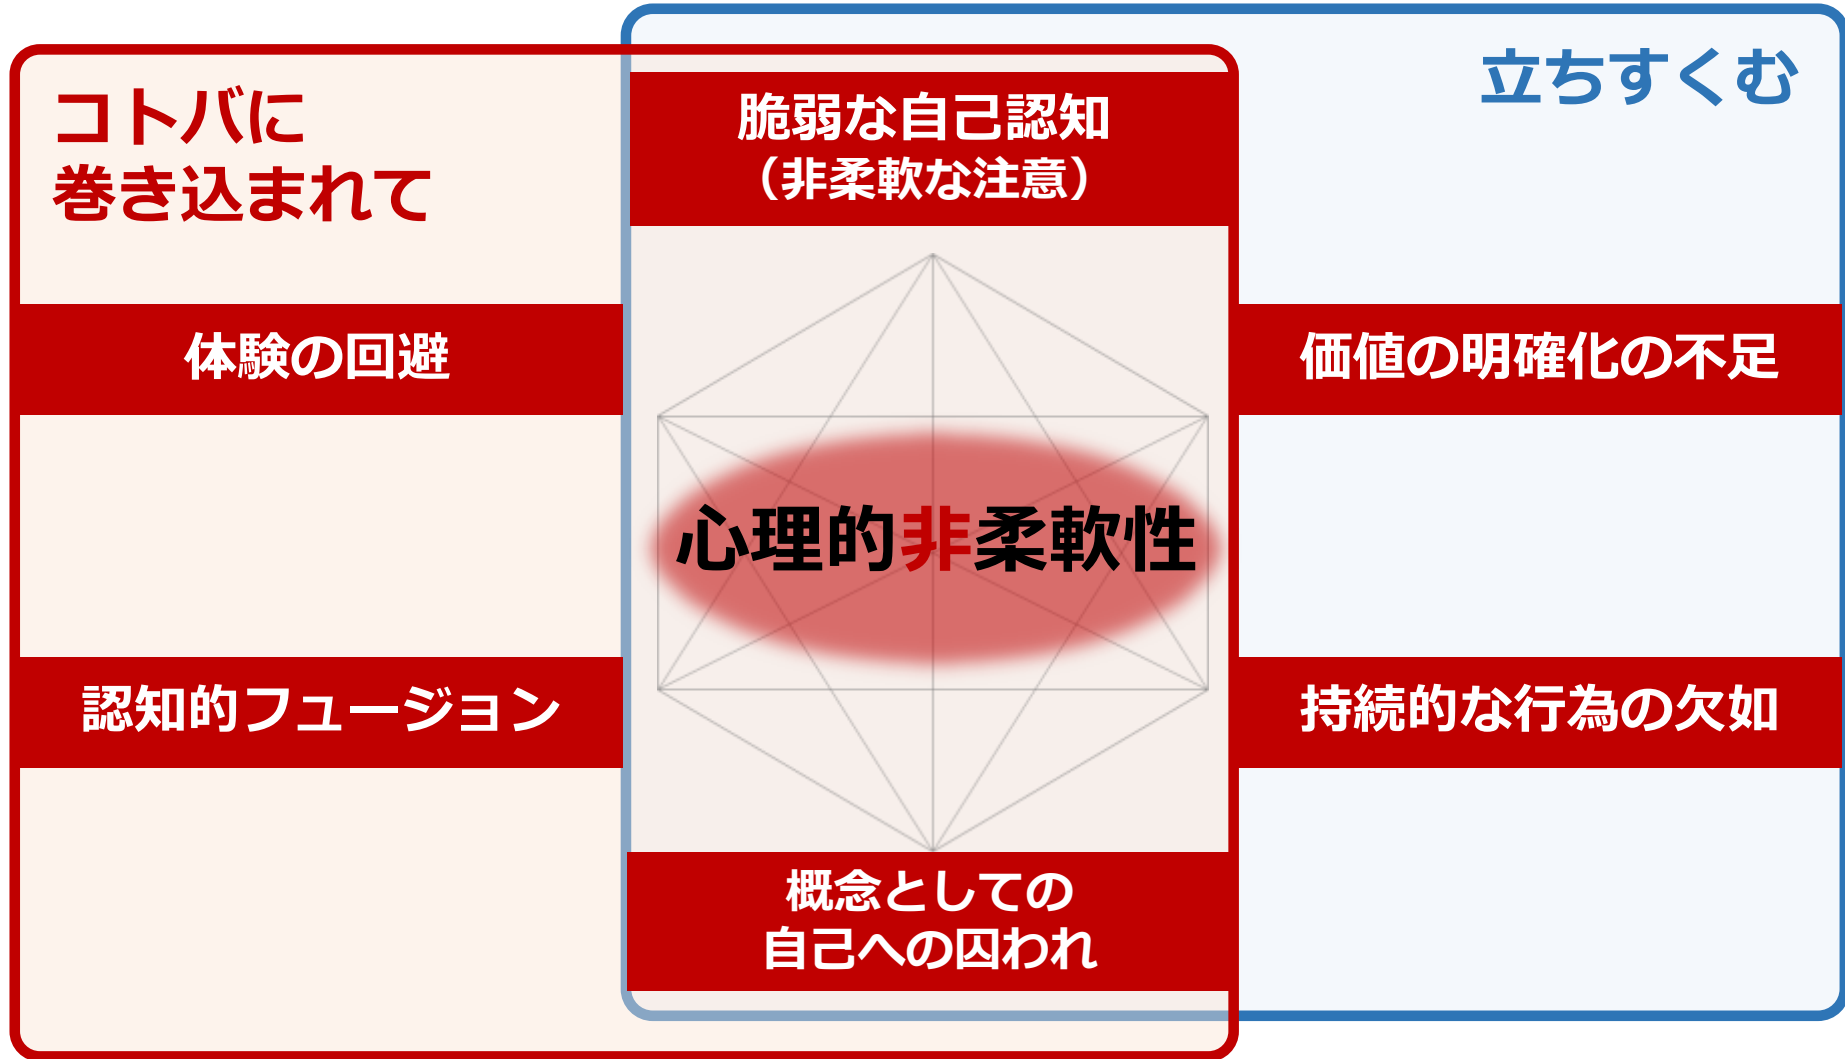 コトバに
巻き込まれて
立ちすくむ
脆弱な自己認知
（非柔軟な注意）
体験の回避
価値の明確化の不足
心理的非柔軟性
認知的フュージョン
持続的な行為の欠如
概念としての
自己への囚われ